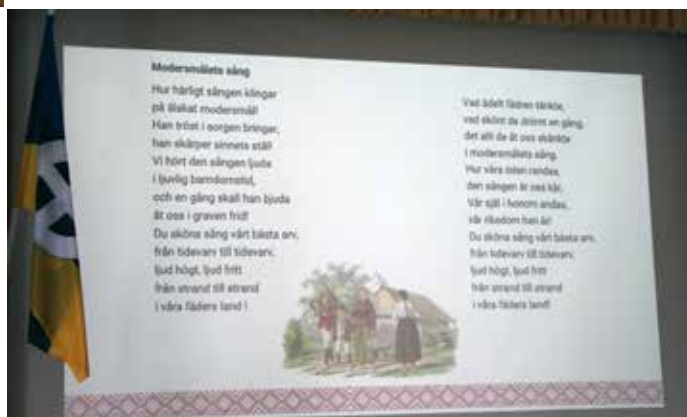 Modersmålets sång
Hur härligt sången klingar
på älskat modersmål!
Han tröst i sorgen bringar,
han skärper sinnets stål!
Vi hört den sången ljuda
i ljuvlig barndomstid,
och en gång skall han bjuda
åt oss i graven frid!
Du sköna sång vårt bästa arv,
från tidevarv till tidevarv,
ljud högt, ljud fritt
från strand till strand
i våra fäders land !
Vad ädelt fädren tänkte,
vad skönt de drömt en gång,
det allt de åt oss skänkte
i modersmålets sång.
Hur våra öden randas,
den sången är oss kär,
Vår själ i honom andas,
vår rikedom han är!
Du sköna sång vårt bästa arv,
från tidevarv till tidevarv,
ljud högt, ljud fritt
från strand till strand
i våra fäders land!